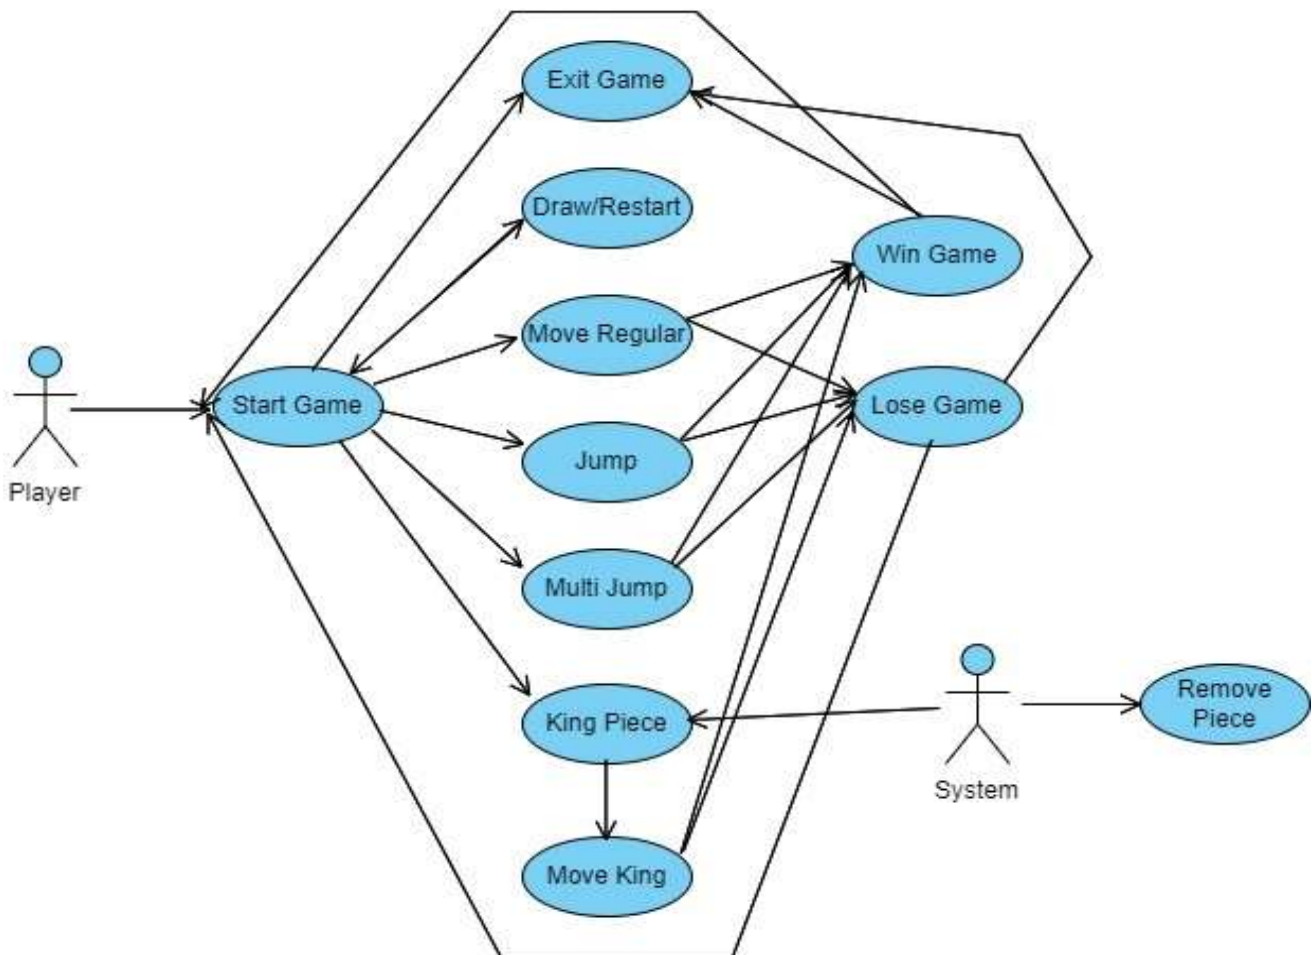 Exit Game
Draw/Restart
Win Game
Move Regular
Start Game
Lose Game
Player
Jump
Multi Jump
King Piece
Remove
Piece
System
Move King